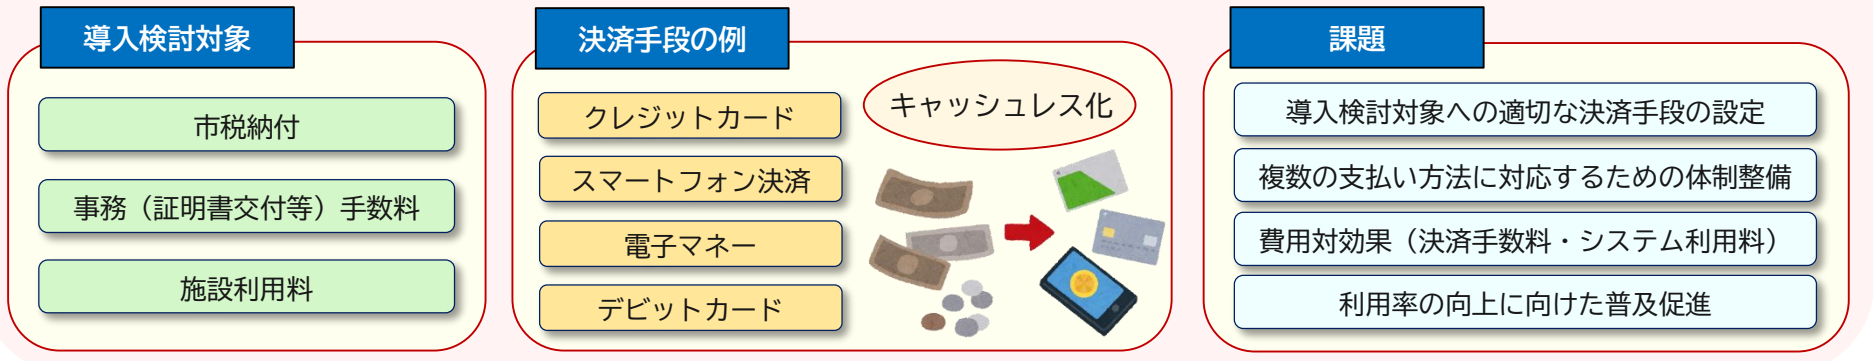 導入検討対象
市税納付
事務（証明書交付等）手数料
施設利用料
決済手段の例
クレジットカード
スマートフォン決済
電子マネー
デビットカード
キャッシュレス化
課題
導入検討対象への適切な決済手段の設定
複数の支払い方法に対応するための体制整備
費用対効果（決済手数料・システム利用料）
利用率の向上に向けた普及促進